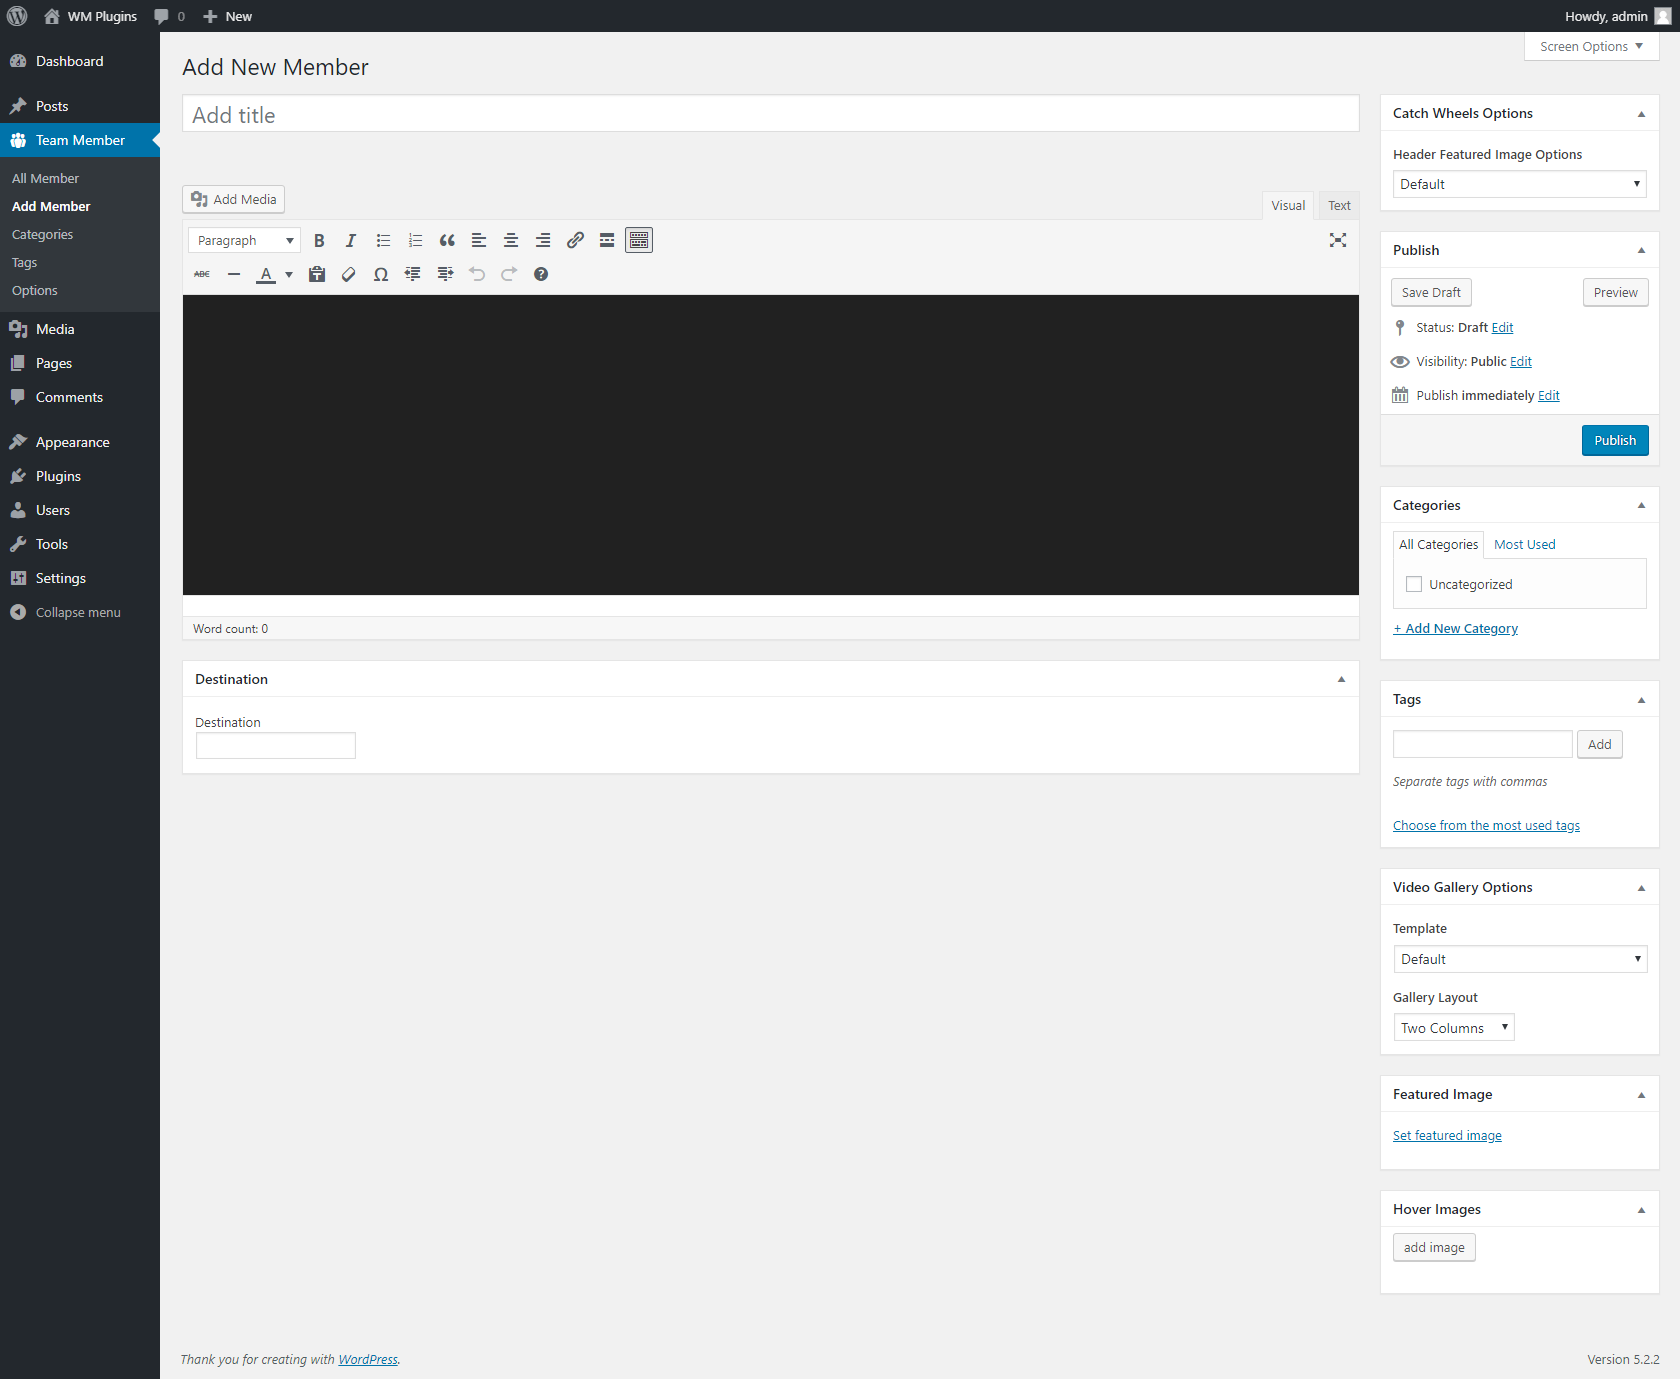 WM Plugins 0 New Howdy, admin
Screen Options
Dashboard
Posts
Team Member
All Member
Add Member
Categories
Tags
Options
Media
Pages
Comments
Appearance
Plugins
Users
Tools
Settings
Collapse menu
Add New Member
Add title
Add Media
Visual Text
Paragraph B I
ABC A Ω
Word count: 0
Destination
Destination
Catch Wheels Options
Header Featured Image Options
Default
Publish
Save Draft Preview
Status: Draft Edit
Visibility: Public Edit
Publish immediately Edit
Publish
Categories
All Categories Most Used
Uncategorized
+ Add New Category
Tags
Add
Separate tags with commas
Choose from the most used tags
Video Gallery Options
Template
Default
Gallery Layout
Two Columns
Featured Image
Set featured image
Hover Images
add image
Thank you for creating with WordPress.
Version 5.2.2